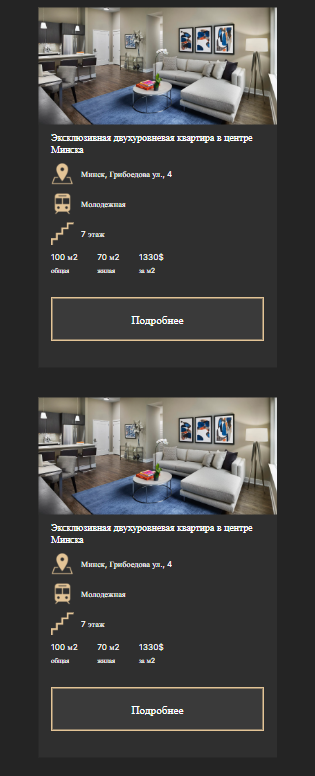 Эксклюзивная двухуровневая квартира в центре
Минска
Минск, Грибоедова ул., 4
Молодежная
7 этаж
100 м2 70 м2 1330$
общая жилая за м2
Подробнее
Эксклюзивная двухуровневая квартира в центре
Минска
Минск, Грибоедова ул., 4
Молодежная
7 этаж
100 м2 70 м2 1330$
общая жилая за м2
Подробнее